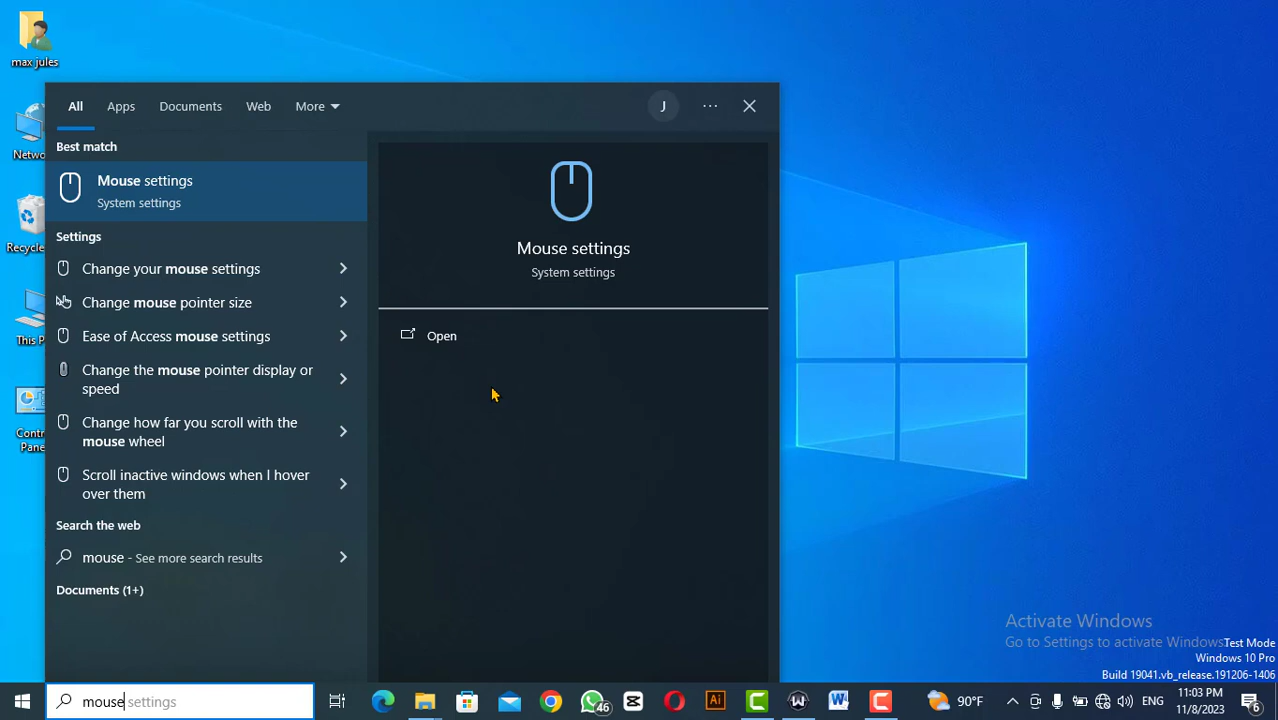 max jules
Netwo
Recycle
This P
Contr
Pane
All
Apps
Documents
Web
More
J
Best match
Mouse settings
System settings
Settings
Change your mouse settings
Change mouse pointer size
Ease of Access mouse settings
Change the mouse pointer display or
speed
Change how far you scroll with the
mouse wheel
Scroll inactive windows when I hover
over them
Search the web
mouse - See more search results
Documents (1+)
Mouse settings
System settings
Open
Activate Windows
Go to Settings to activate Windows.
Test Mode
Windows 10 Pro
Build 19041.vb_release.191206-1406
mouse settings
46
Ai
90°F
ENG
11:03 PM
11/8/2023
6